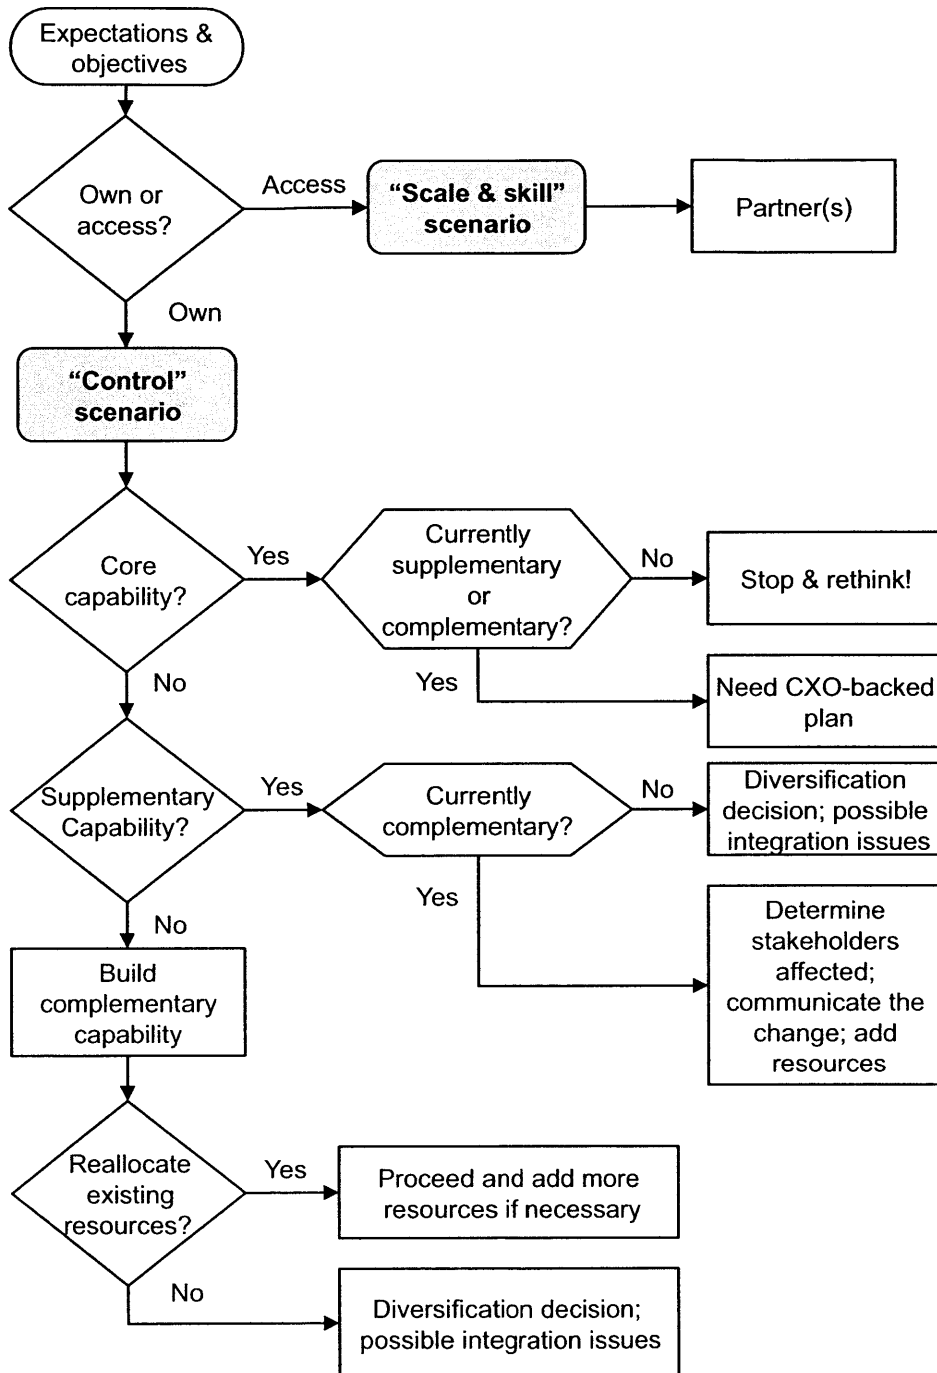 Expectations &
objectives
Own or
access?
Access
“Scale & skill”
scenario
Partner(s)
Own
“Control”
scenario
Core
capability?
Yes
Currently
supplementary
or
complementary?
No
Stop & rethink!
Yes
Need CXO-backed
plan
No
Supplementary
Capability?
Yes
Currently
complementary?
No
Diversification
decision; possible
integration issues
Yes
Determine
stakeholders
affected;
communicate the
change; add
resources
No
Build
complementary
capability
Reallocate
existing
resources?
Yes
Proceed and add more
resources if necessary
No
Diversification decision;
possible integration issues